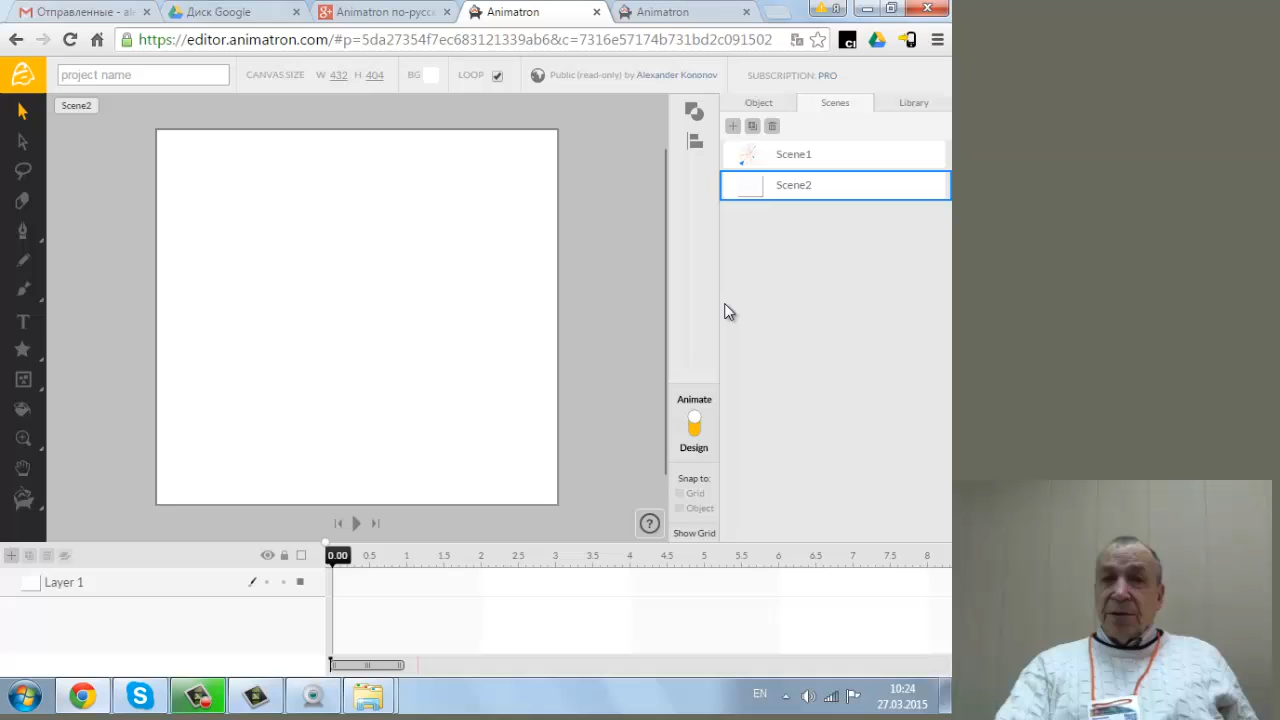 Отправленные - ale
Диск Google
Animatron по-русс
Animatron
Animatron
https://editor.animatron.com/#p=5da27354f7ec683121339ab6&c=7316e57174b731bd2c091502
project name
CANVAS SIZE W 432 H 404
BG
LOOP
Public (read-only) by Alexander Kononov
SUBSCRIPTION: PRO
Scene2
Object
Scenes
Library
Scene1
Scene2
Animate
Design
Snap to:
Grid
Object
Show Grid
?
0.00 0.5 1 1.5 2 2.5 3 3.5 4 4.5 5 5.5 6 6.5 7 7.5 8
Layer 1
EN
10:24
27.03.2015